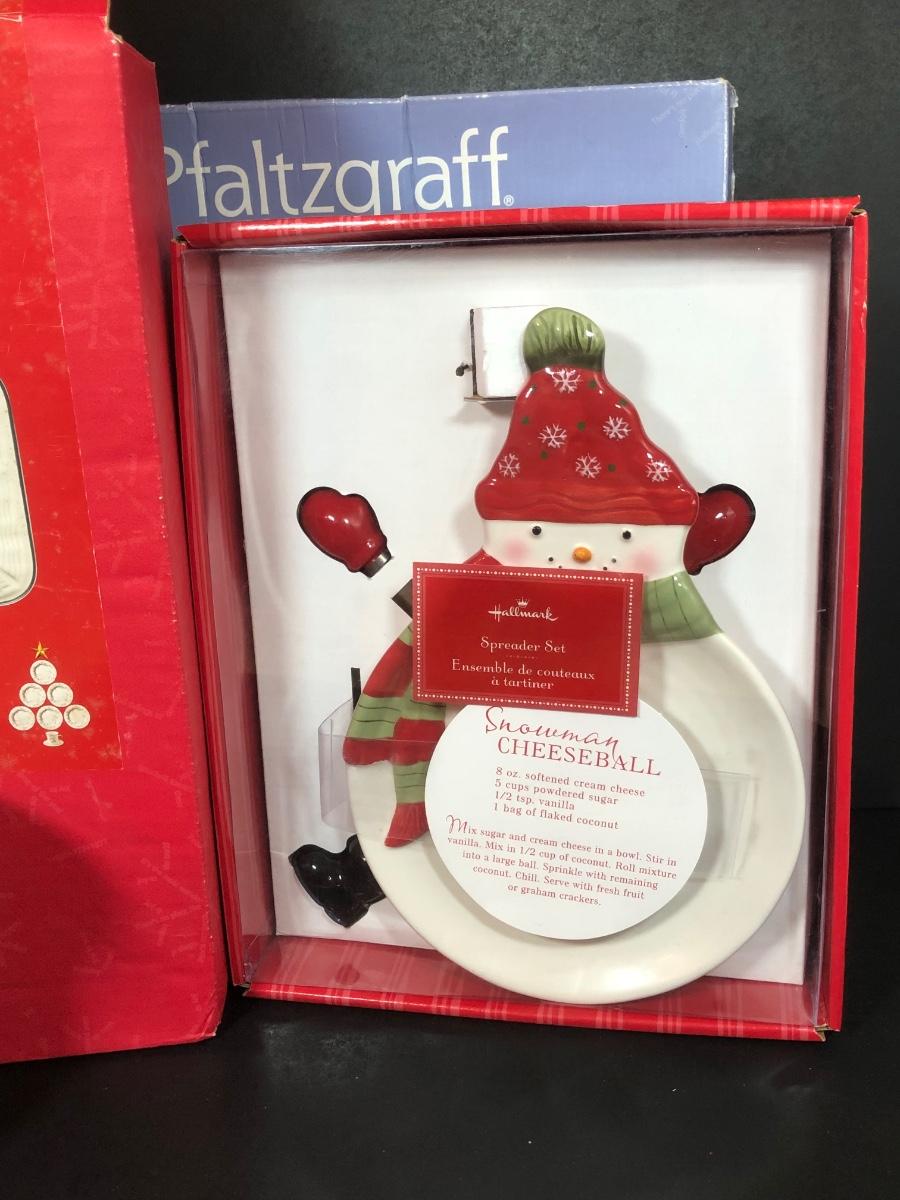 Pfaltzgraff®
Hallmark
Spreader Set
Ensemble de couteaux
à tartiner
Snowman
CHEESEBALL
8 oz. softened cream cheese
5 cups powdered sugar
1/2 tsp. vanilla
1 bag of flaked coconut
Mix sugar and cream cheese in a bowl. Stir in
vanilla. Mix in 1/2 cup of coconut. Roll mixture
into a large ball. Sprinkle with remaining
coconut. Chill. Serve with fresh fruit
or graham crackers.